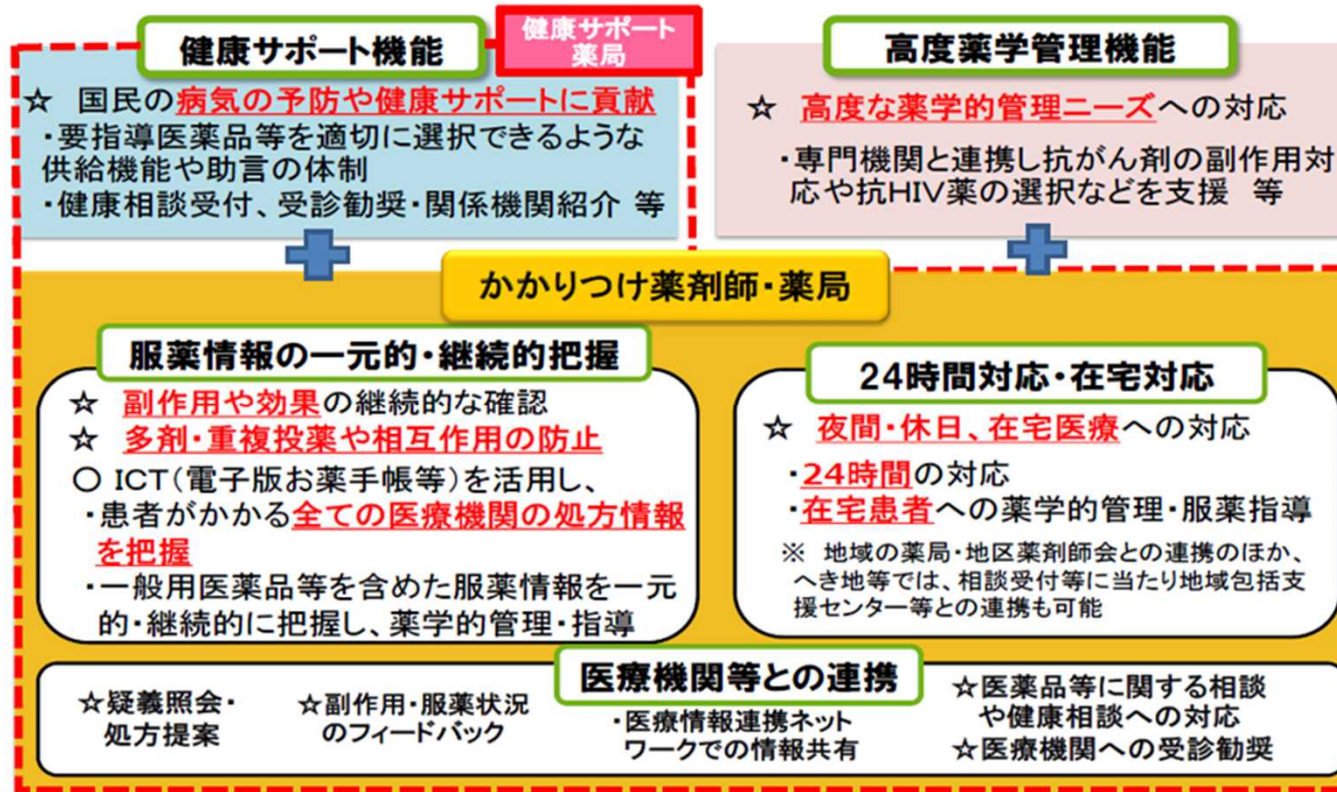 健康サポート機能
健康サポート
薬局
☆ 国民の病気の予防や健康サポートに貢献
・要指導医薬品等を適切に選択できるような
供給機能や助言の体制
・健康相談受付、受診勧奨・関係機関紹介 等
高度薬学管理機能
☆ 高度な薬学的管理ニーズへの対応
・専門機関と連携し抗がん剤の副作用対
応や抗HIV薬の選択などを支援 等
かかりつけ薬剤師・薬局
服薬情報の一元的・継続的把握
☆ 副作用や効果の継続的な確認
☆ 多剤・重複投薬や相互作用の防止
○ ICT(電子版お薬手帳等)を活用し、
・患者がかかる全ての医療機関の処方情報
を把握
・一般用医薬品等を含めた服薬情報を一元
的・継続的に把握し、薬学的管理・指導
24時間対応・在宅対応
☆ 夜間・休日、在宅医療への対応
・24時間の対応
・在宅患者への薬学的管理・服薬指導
※ 地域の薬局・地区薬剤師会との連携のほか、
へき地等では、相談受付等に当たり地域包括支
援センター等との連携も可能
医療機関等との連携
☆疑義照会・
処方提案
☆副作用・服薬状況
のフィードバック
・医療情報連携ネット
ワークでの情報共有
☆医薬品等に関する相談
や健康相談への対応
☆医療機関への受診勧奨